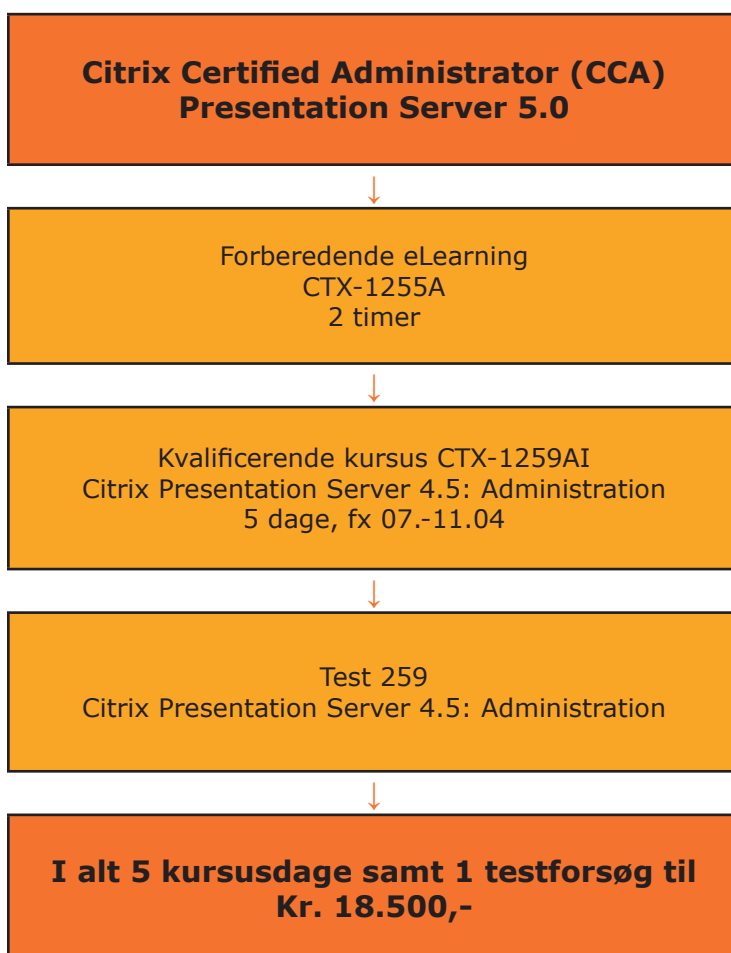 Citrix Certified Administrator (CCA)
Presentation Server 5.0
↓
Forberedende eLearning
CTX-1255A
2 timer
↓
Kvalificerende kursus CTX-1259AI
Citrix Presentation Server 4.5: Administration
5 dage, fx 07.-11.04
↓
Test 259
Citrix Presentation Server 4.5: Administration
↓
I alt 5 kursusdage samt 1 testforsøg til
Kr. 18.500,-